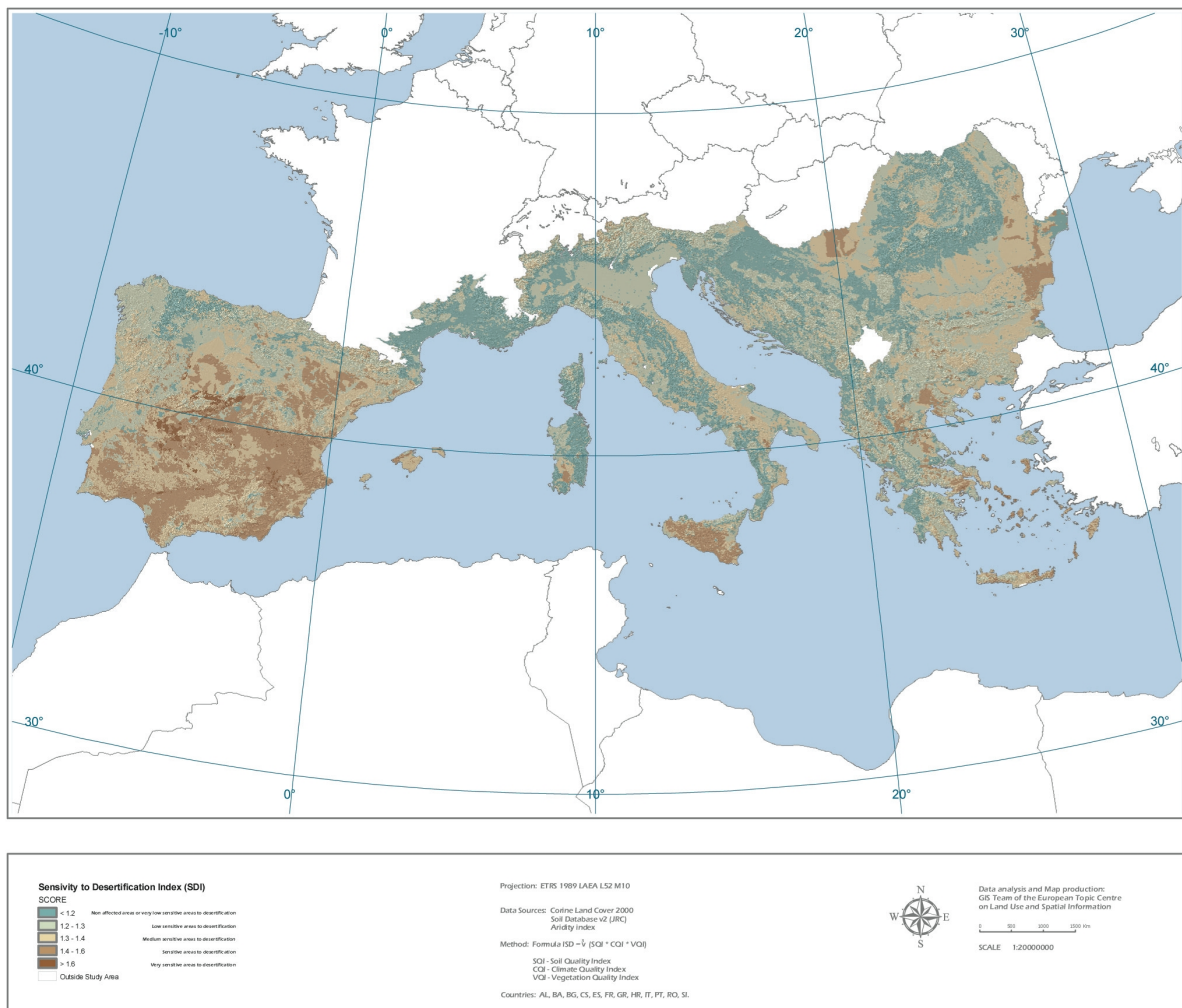 -10°
0°
10°
20°
30°
40°
40°
30°
30°
0°
10°
20°
Sensivity to Desertification Index (SDI)
SCORE
< 1.2 Non affected areas or very low sensitive areas to desertification
1.2 - 1.3 Low sensitive areas to desertification
1.3 - 1.4 Medium sensitive areas to desertification
1.4 - 1.6 Sensitive areas to desertification
> 1.6 Very sensitive areas to desertification
Outside Study Area
Projection: ETRS 1989 LAEA L52 M10
Data Sources: Corine Land Cover 2000
Soil Database v2 (JRC)
Aridity index
Method: Formula ISD = (SQI * CQI * VQI)
SQI - Soil Quality Index
CQI - Climate Quality Index
VQI - Vegetation Quality Index
Countries: AL, BA, BG, CS, ES, FR, GR, HR, IT, PT, RO, SI.
N
W E
S
Data analysis and Map production:
GIS Team of the European Topic Centre
on Land Use and Spatial Information
0 500 1000 1500 Km
SCALE 1:20000000